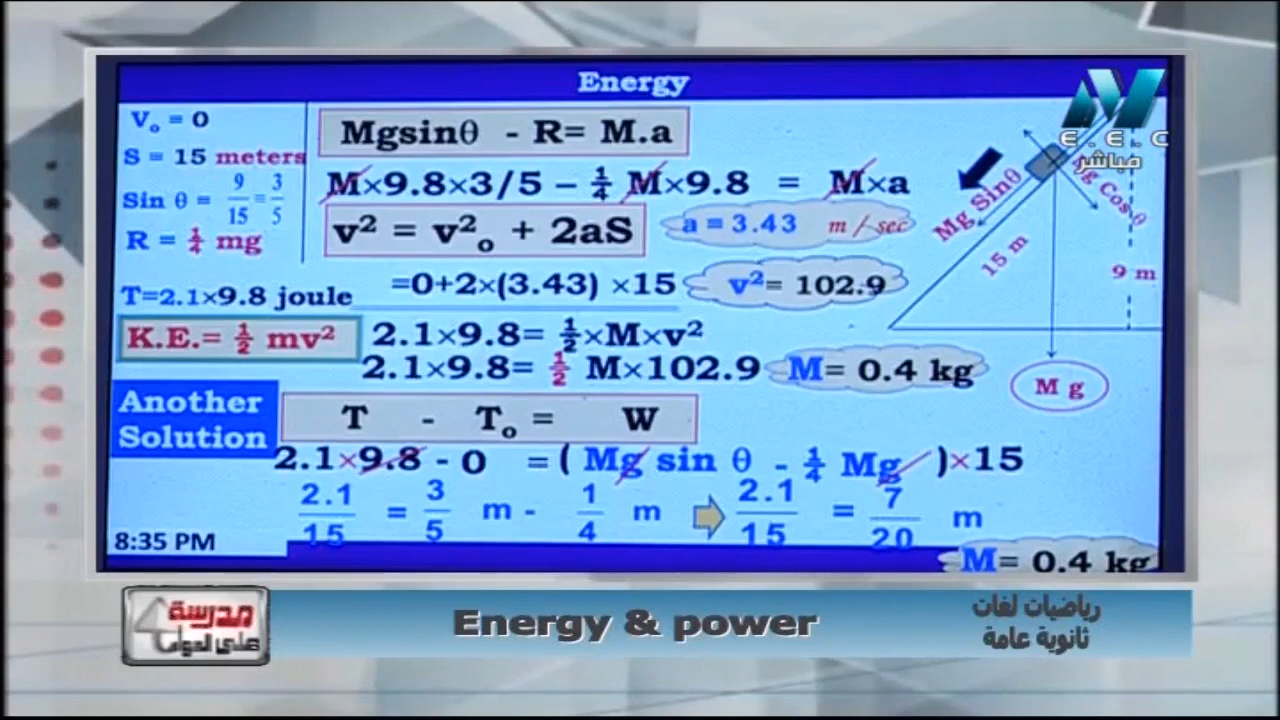 Energy
E . E . C
مباشر
V₀ = 0
S = 15 meters
Sin θ = 9/15 = 3/5
R = ¼ mg
T=2.1×9.8 joule
Mgsinθ - R= M.a
M×9.8×3/5 – ¼ M×9.8 = M×a
v² = v²₀ + 2aS
a = 3.43 m / sec
=0+2×(3.43) ×15
v²= 102.9
K.E.= ½ mv²
2.1×9.8= ½×M×v²
2.1×9.8= ½ M×102.9
M= 0.4 kg
Another
Solution
T - T₀ = W
2.1×9.8 - 0 = ( Mg sin θ - ¼ Mg )×15
2.1/15 = 3/5 m - 1/4 m ⇨ 2.1/15 = 7/20 m
M= 0.4 kg
Mg Sinθ
Mg Cosθ
15 m
9 m
M g
8:35 PM
مدرسة
على الهواء
Energy & power
رياضيات لغات
ثانوية عامة